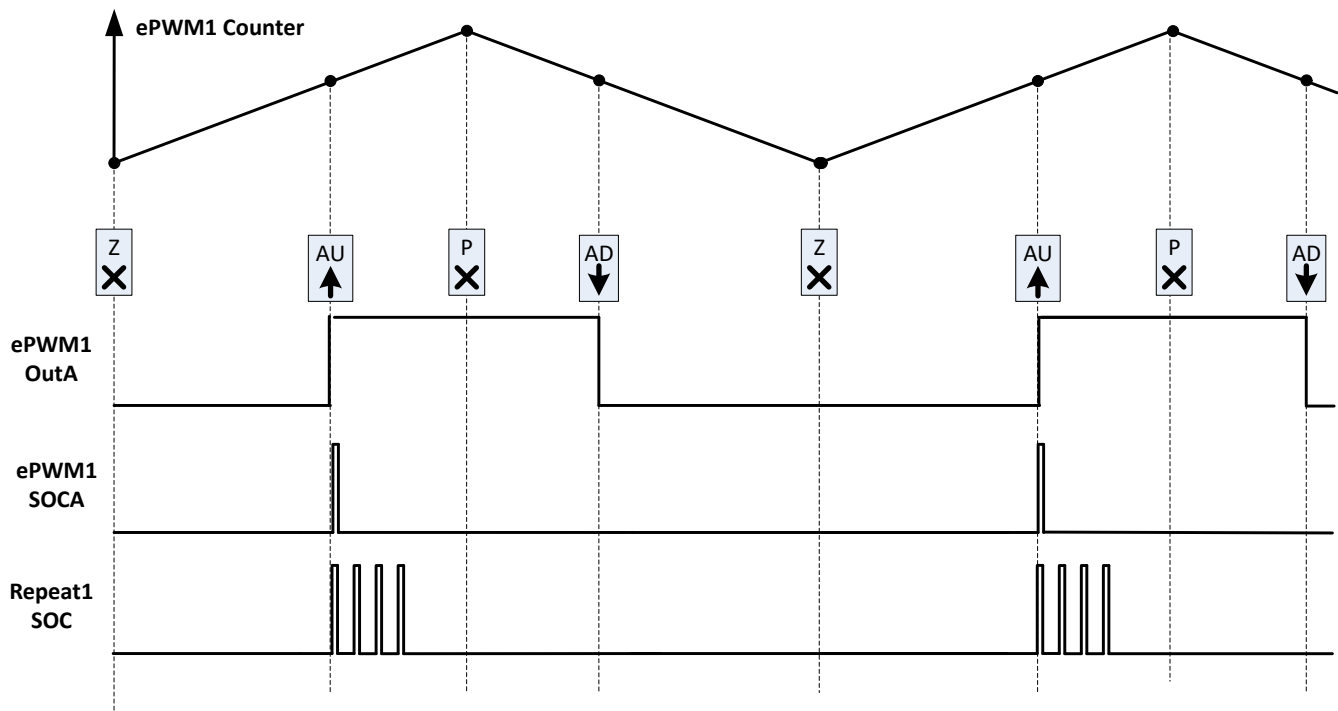 ePWM1 Counter
Z
AU
P
AD
Z
AU
P
AD
ePWM1
OutA
ePWM1
SOCA
Repeat1
SOC